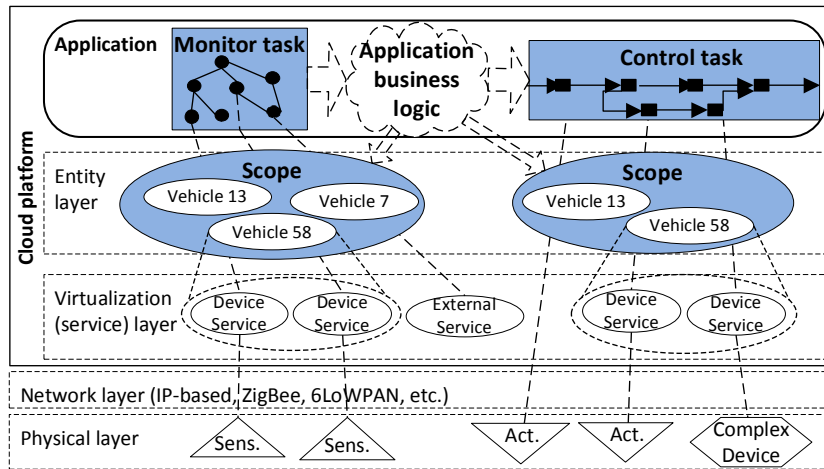 Application
Monitor task
Application
business
logic
Control task
Cloud platform
Entity
layer
Scope
Vehicle 13
Vehicle 7
Vehicle 58
Scope
Vehicle 13
Vehicle 58
Virtualization
(service) layer
Device
Service
Device
Service
External
Service
Device
Service
Device
Service
Network layer (IP-based, ZigBee, 6LoWPAN, etc.)
Physical layer
Sens.
Sens.
Act.
Act.
Complex
Device